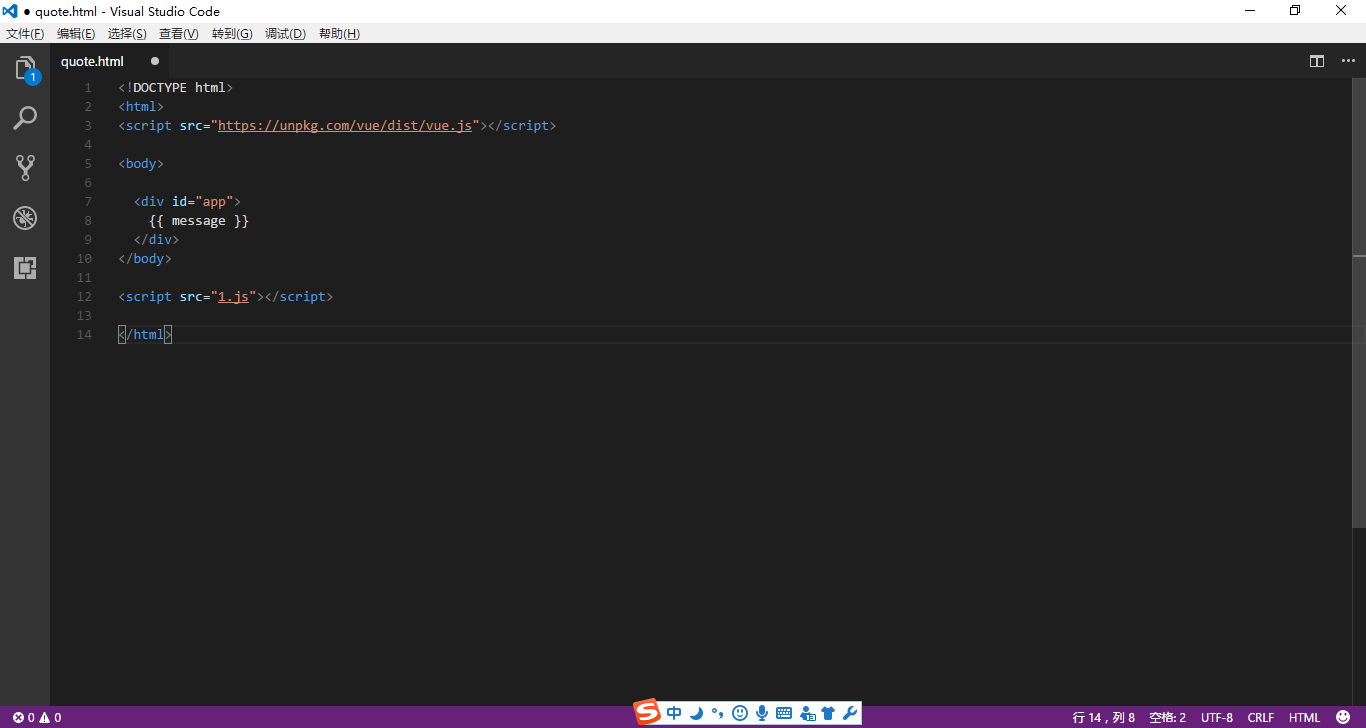 ● quote.html - Visual Studio Code
文件(F) 编辑(E) 选择(S) 查看(V) 转到(G) 调试(D) 帮助(H)
1
quote.html ●
1 <!DOCTYPE html>
2 <html>
3 <script src="https://unpkg.com/vue/dist/vue.js"></script>
4
5 <body>
6
7   <div id="app">
8     {{ message }}
9   </div>
10 </body>
11
12 <script src="1.js"></script>
13
14 </html>
0 0
S 中
行 14，列 8 空格: 2 UTF-8 CRLF HTML